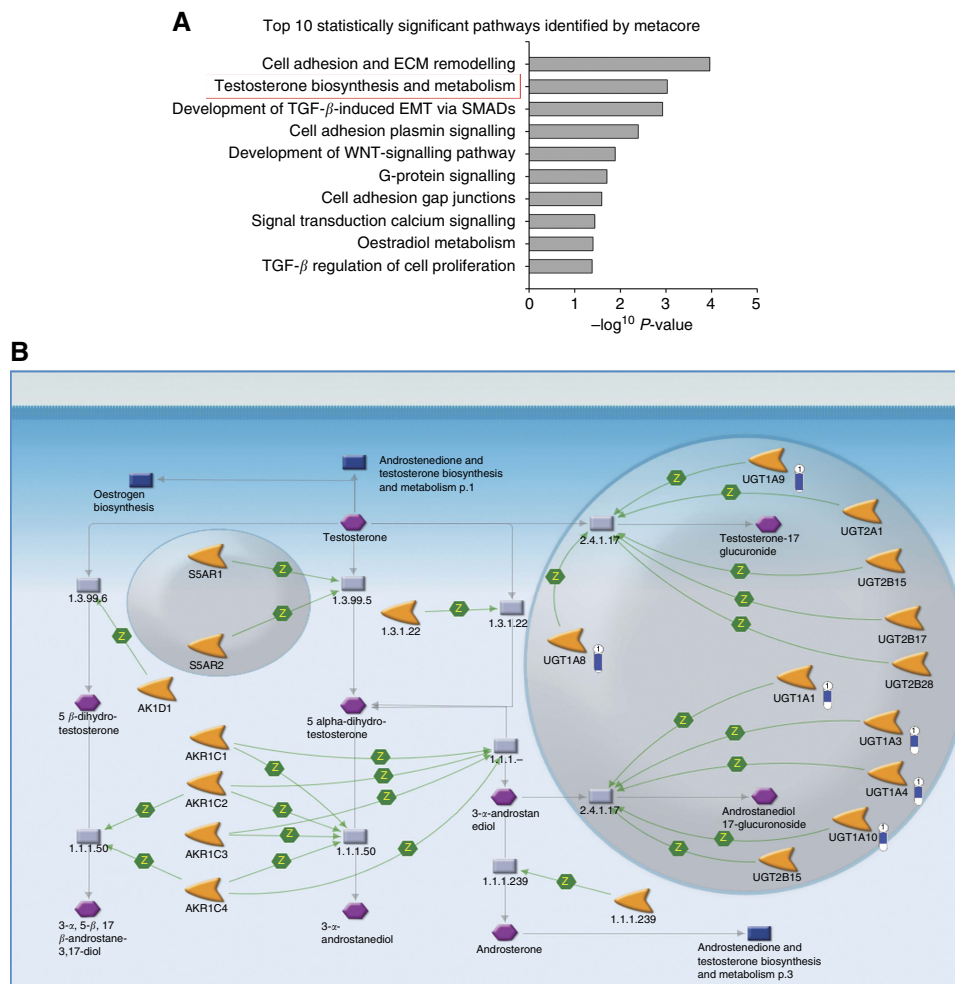 A
Top 10 statistically significant pathways identified by metacore
Cell adhesion and ECM remodelling
Testosterone biosynthesis and metabolism
Development of TGF-β-induced EMT via SMADs
Cell adhesion plasmin signalling
Development of WNT-signalling pathway
G-protein signalling
Cell adhesion gap junctions
Signal transduction calcium signalling
Oestradiol metabolism
TGF-β regulation of cell proliferation
0 1 2 3 4 5
–log¹⁰ P-value
B
Oestrogen
biosynthesis
Androstenedione and
testosterone biosynthesis
and metabolism p.1
Testosterone
1.3.99.6
S5AR1
Z
S5AR2
Z
1.3.99.5
1.3.1.22
Z
1.3.1.22
Z
AK1D1
5 β-dihydro-
testosterone
5 alpha-dihydro-
testosterone
AKR1C1
AKR1C2
AKR1C3
AKR1C4
Z
Z
Z
Z
Z
Z
Z
Z
Z
Z
1.1.1.–
1.1.1.50
1.1.1.50
3-α, 5-β, 17
β-androstane-
3,17-diol
3-α-
androstanediol
3-α-androstan
ediol
1.1.1.239
Z
1.1.1.239
Androsterone
Androstenedione and
testosterone biosynthesis
and metabolism p.3
UGT1A9
1
Z
Z
UGT2A1
2.4.1.17
Testosterone-17
glucuronide
Z
UGT2B15
Z
Z
UGT2B17
Z
UGT2B28
UGT1A8
1
UGT1A1
1
Z
Z
UGT1A3
1
Z
UGT1A4
1
2.4.1.17
Androstanediol
17-glucuronoside
Z
UGT1A10
1
Z
UGT2B15